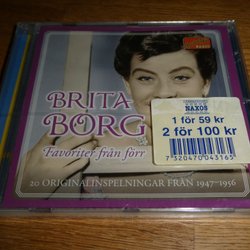 BRITA
BORG
Favoriter från förr
NAXOS
1 för 59 kr
2 för 100 kr
7 320470 043165
20 ORIGINALINSPELNINGAR FRÅN 1947-1956